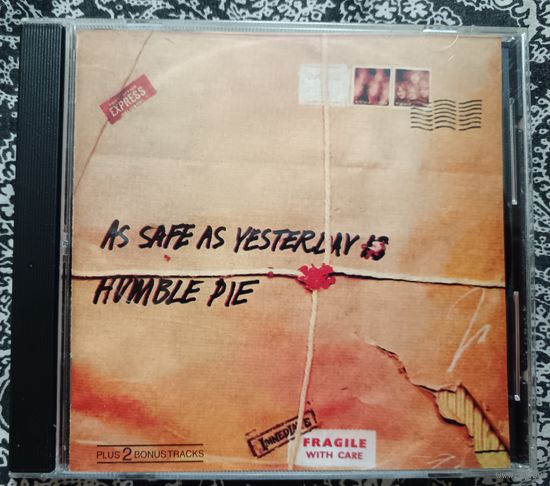 EXPRESS
AS SAFE AS YESTERDAY IS
HUMBLE PIE
IMMEDIATE
PLUS 2 BONUS TRACKS
FRAGILE
WITH CARE